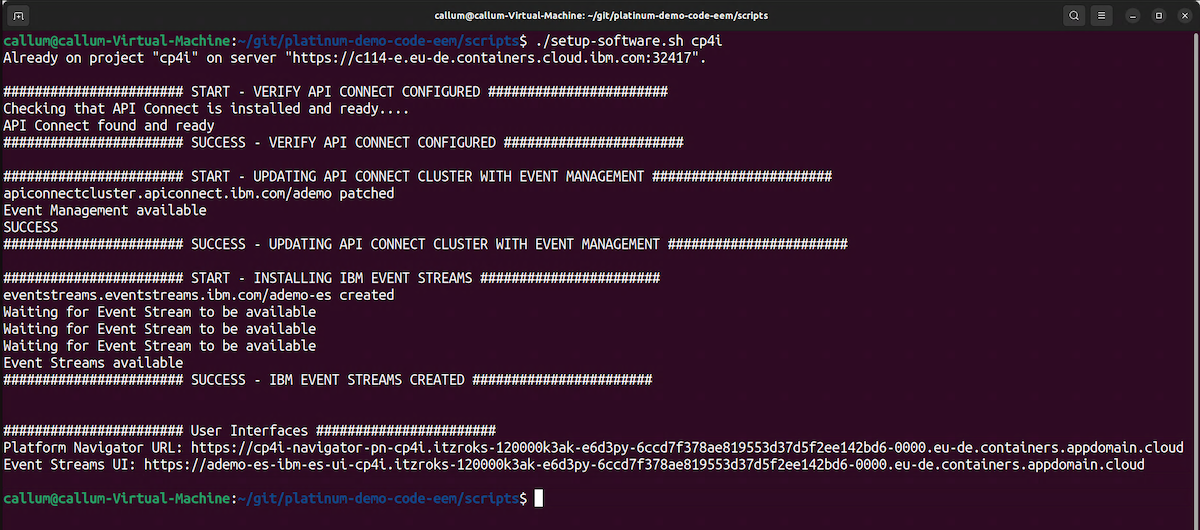 callum@callum-Virtual-Machine: ~/git/platinum-demo-code-eem/scripts
callum@callum-Virtual-Machine:~/git/platinum-demo-code-eem/scripts$ ./setup-software.sh cp4i
Already on project "cp4i" on server "https://c114-e.eu-de.containers.cloud.ibm.com:32417".
####################### START - VERIFY API CONNECT CONFIGURED #######################
Checking that API Connect is installed and ready....
API Connect found and ready
####################### SUCCESS - VERIFY API CONNECT CONFIGURED #######################
####################### START - UPDATING API CONNECT CLUSTER WITH EVENT MANAGEMENT #######################
apiconnectcluster.apiconnect.ibm.com/ademo patched
Event Management available
SUCCESS
####################### SUCCESS - UPDATING API CONNECT CLUSTER WITH EVENT MANAGEMENT #######################
####################### START - INSTALLING IBM EVENT STREAMS #######################
eventstreams.eventstreams.ibm.com/ademo-es created
Waiting for Event Stream to be available
Waiting for Event Stream to be available
Waiting for Event Stream to be available
Event Streams available
####################### SUCCESS - IBM EVENT STREAMS CREATED #######################
####################### User Interfaces #######################
Platform Navigator URL: https://cp4i-navigator-pn-cp4i.itzroks-120000k3ak-e6d3py-6ccd7f378ae819553d37d5f2ee142bd6-0000.eu-de.containers.appdomain.cloud
Event Streams UI: https://ademo-es-ibm-es-ui-cp4i.itzroks-120000k3ak-e6d3py-6ccd7f378ae819553d37d5f2ee142bd6-0000.eu-de.containers.appdomain.cloud
callum@callum-Virtual-Machine:~/git/platinum-demo-code-eem/scripts$